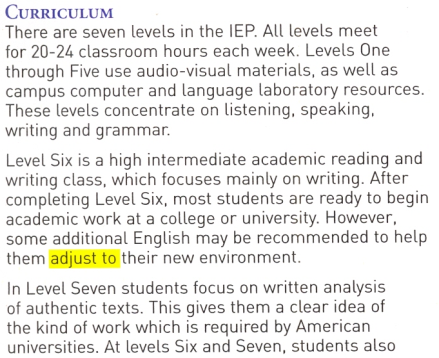 CURRICULUM
There are seven levels in the IEP. All levels meet
for 20-24 classroom hours each week. Levels One
through Five use audio-visual materials, as well as
campus computer and language laboratory resources.
These levels concentrate on listening, speaking,
writing and grammar.
Level Six is a high intermediate academic reading and
writing class, which focuses mainly on writing. After
completing Level Six, most students are ready to begin
academic work at a college or university. However,
some additional English may be recommended to help
them adjust to their new environment.
In Level Seven students focus on written analysis
of authentic texts. This gives them a clear idea of
the kind of work which is required by American
universities. At levels Six and Seven, students also